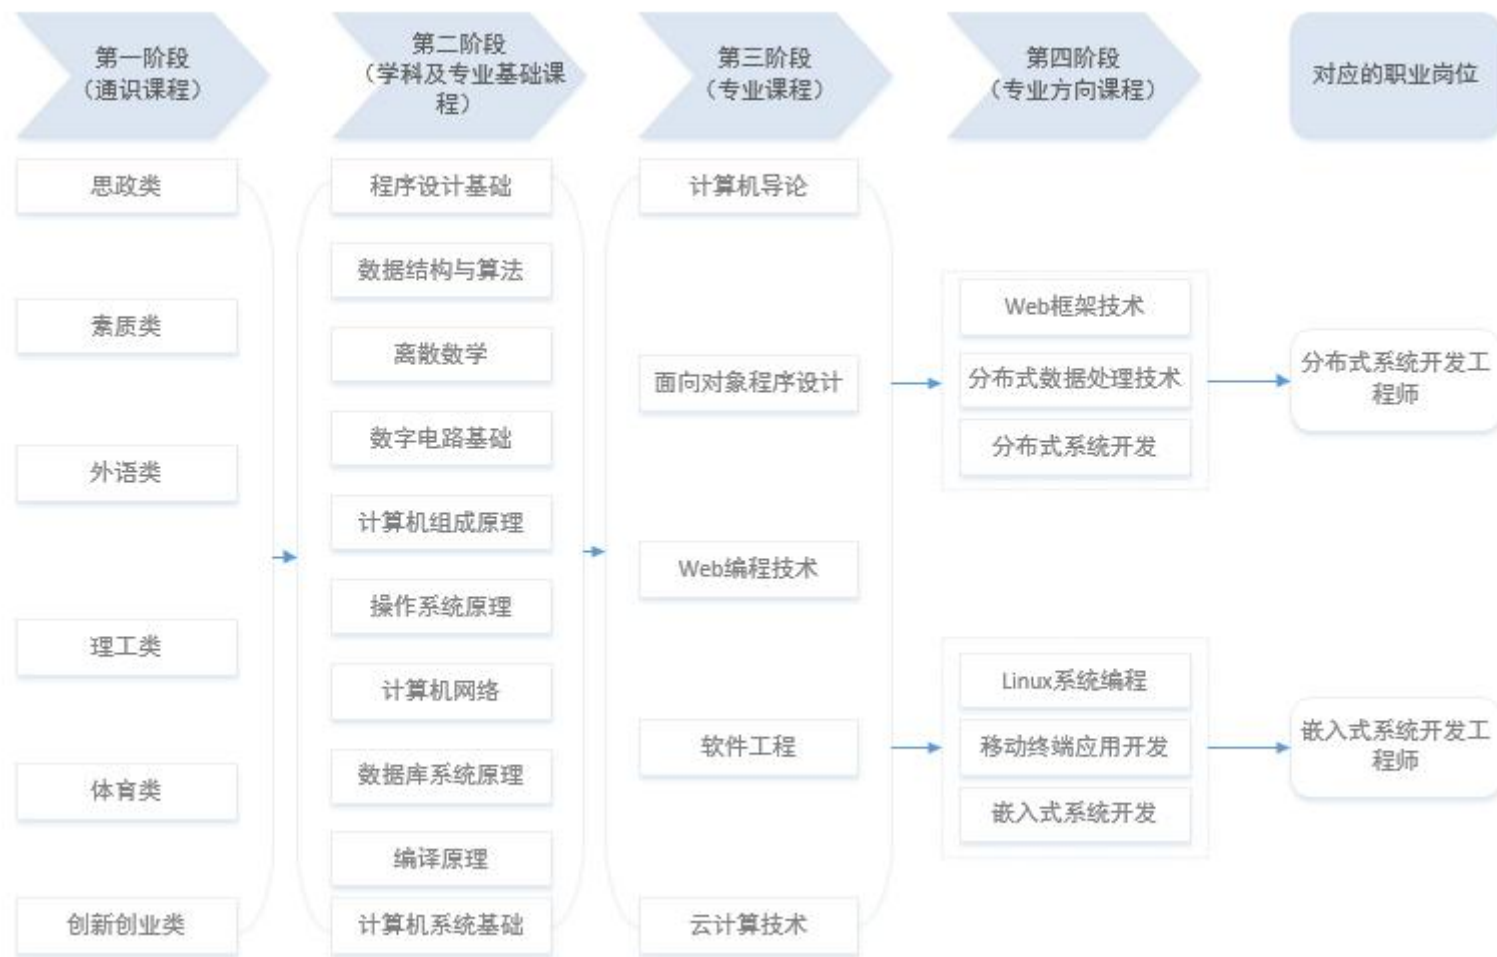 第一阶段
（通识课程）
第二阶段
（学科及专业基础课
程）
第三阶段
（专业课程）
第四阶段
（专业方向课程）
对应的职业岗位
思政类
素质类
外语类
理工类
体育类
创新创业类
程序设计基础
数据结构与算法
离散数学
数字电路基础
计算机组成原理
操作系统原理
计算机网络
数据库系统原理
编译原理
计算机系统基础
计算机导论
面向对象程序设计
Web编程技术
软件工程
云计算技术
Web框架技术
分布式数据处理技术
分布式系统开发
Linux系统编程
移动终端应用开发
嵌入式系统开发
分布式系统开发工
程师
嵌入式系统开发工
程师